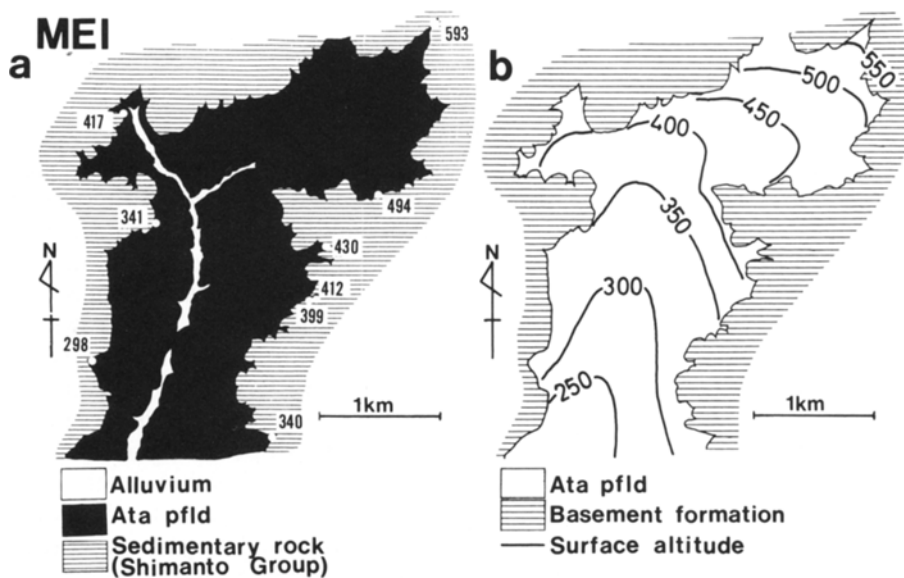 MEI
a
593
417
341
494
N
430
412
399
298
340
1km
Alluvium
Ata pfld
Sedimentary rock
(Shimanto Group)
b
550
500
450
400
350
N
300
250
1km
Ata pfld
Basement formation
Surface altitude